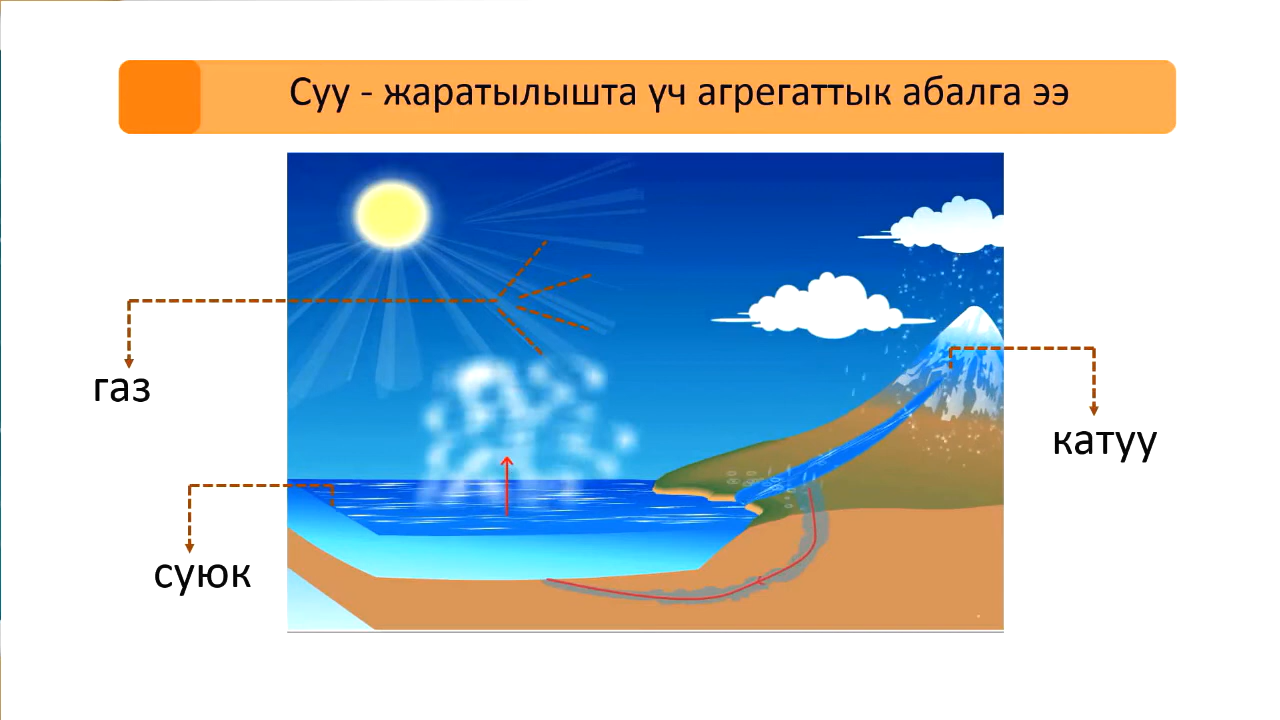 Суу - жаратылышта үч агрегаттык абалга ээ
газ
катуу
суюк